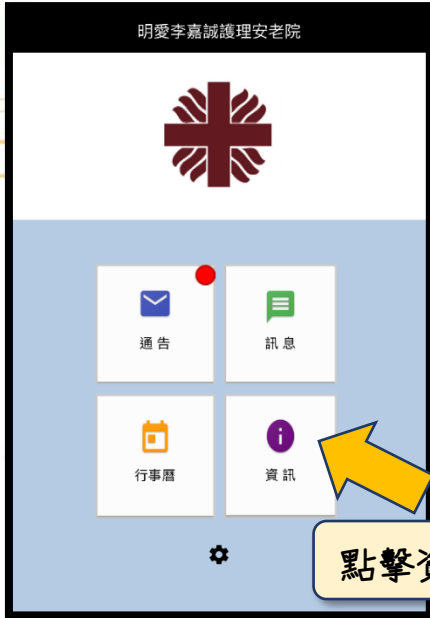 明愛李嘉誠護理安老院
通告
訊息
行事曆
資訊
點擊資